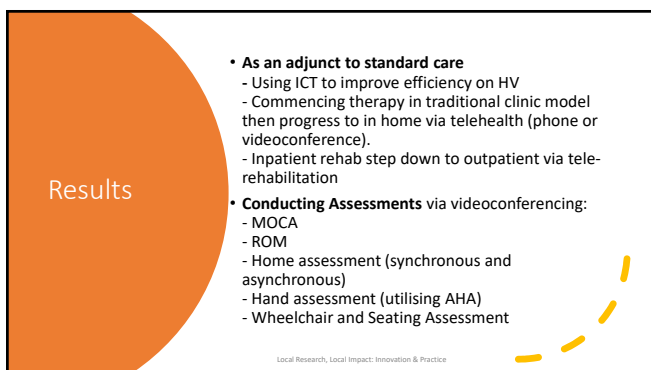 Results
• As an adjunct to standard care
- Using ICT to improve efficiency on HV
- Commencing therapy in traditional clinic model
then progress to in home via telehealth (phone or
videoconference).
- Inpatient rehab step down to outpatient via tele-
rehabilitation
• Conducting Assessments via videoconferencing:
- MOCA
- ROM
- Home assessment (synchronous and
asynchronous)
- Hand assessment (utilising AHA)
- Wheelchair and Seating Assessment
Local Research, Local Impact: Innovation & Practice